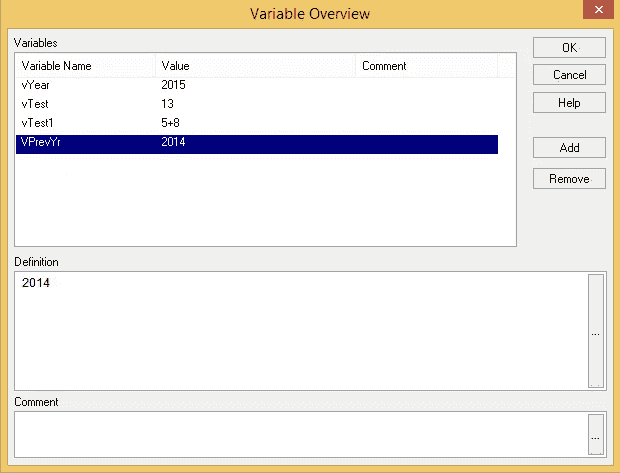 Variable Overview
Variables
Variable Name Value Comment
vYear 2015
vTest 13
vTest1 5+8
VPrevYr 2014
OK
Cancel
Help
Add
Remove
Definition
2014
...
Comment
...